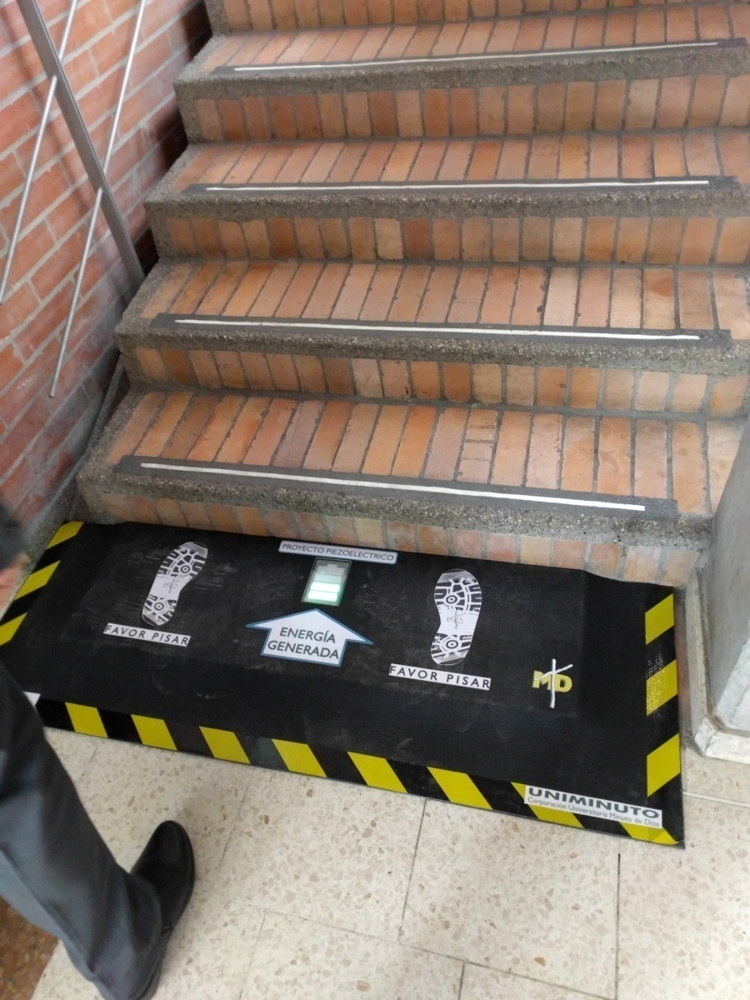 PROYECTO PIEZOELECTRICO
FAVOR PISAR
ENERGÍA
GENERADA
FAVOR PISAR
MD
UNIMINUTO
Corporación Universitaria Minuto de Dios